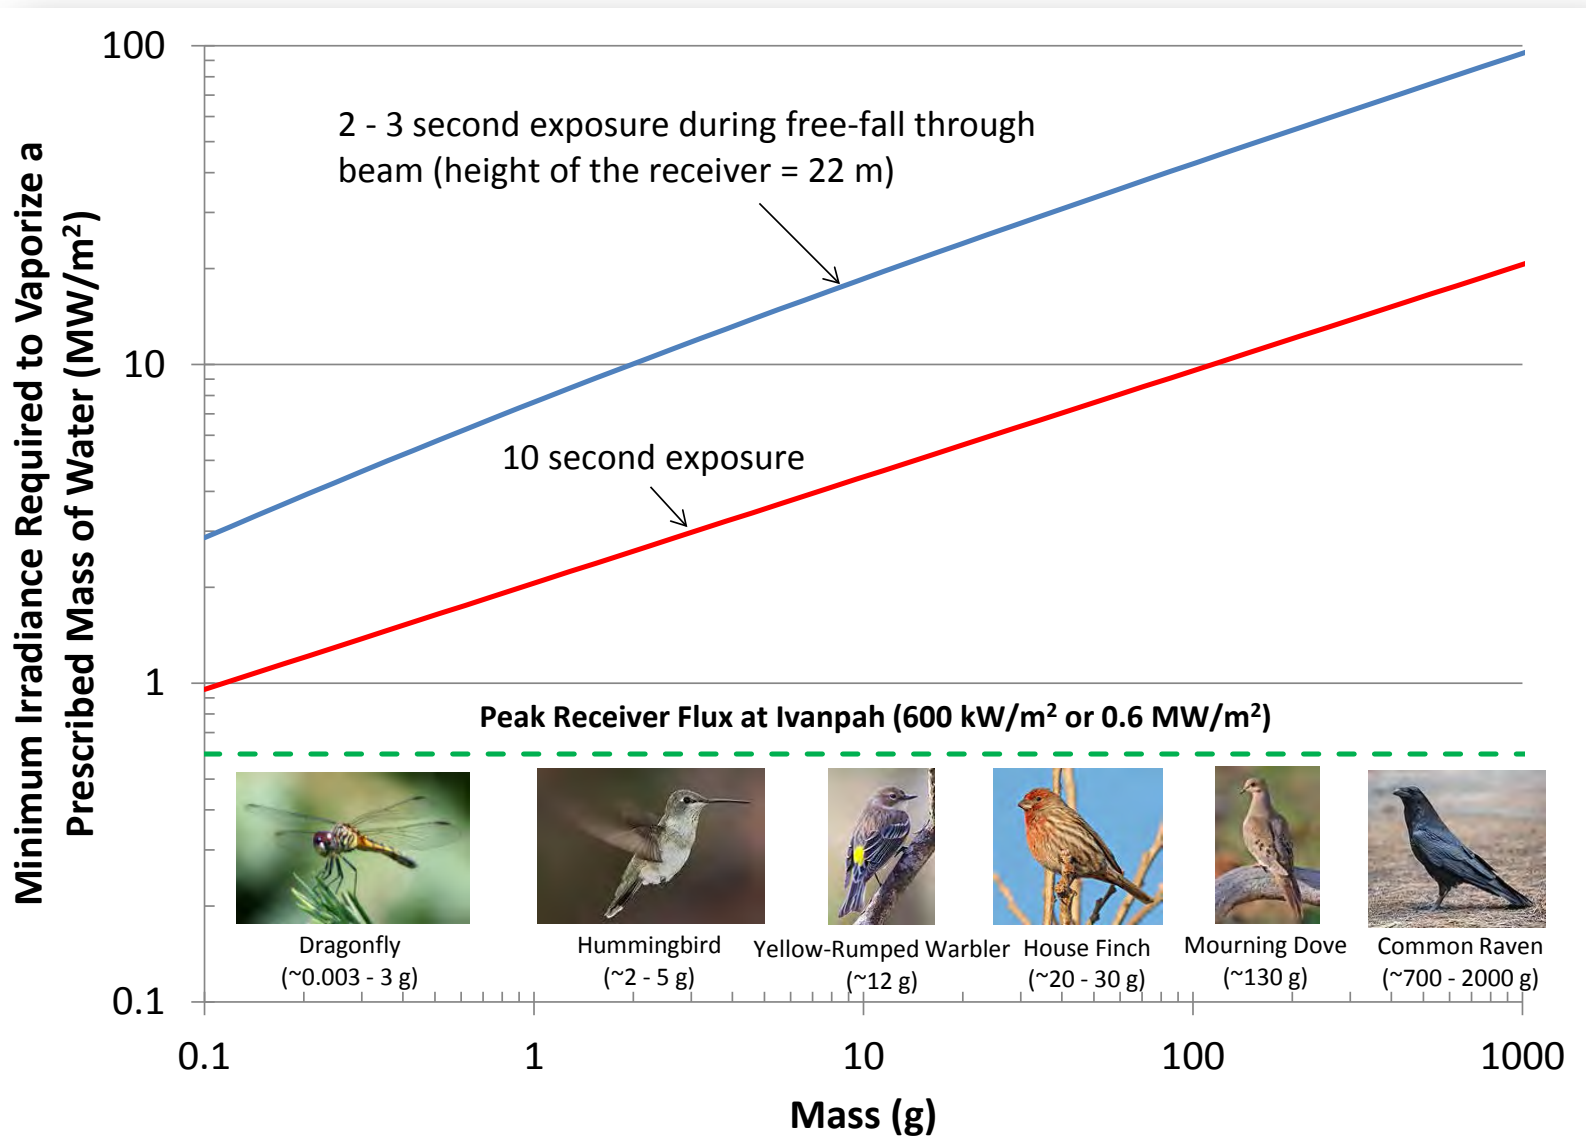 Minimum Irradiance Required to Vaporize a
Prescribed Mass of Water (MW/m²)
100
10
1
0.1
2 - 3 second exposure during free-fall through
beam (height of the receiver = 22 m)
10 second exposure
Peak Receiver Flux at Ivanpah (600 kW/m² or 0.6 MW/m²)
Dragonfly
(~0.003 - 3 g)
Hummingbird
(~2 - 5 g)
Yellow-Rumped Warbler
(~12 g)
House Finch
(~20 - 30 g)
Mourning Dove
(~130 g)
Common Raven
(~700 - 2000 g)
0.1 1 10 100 1000
Mass (g)